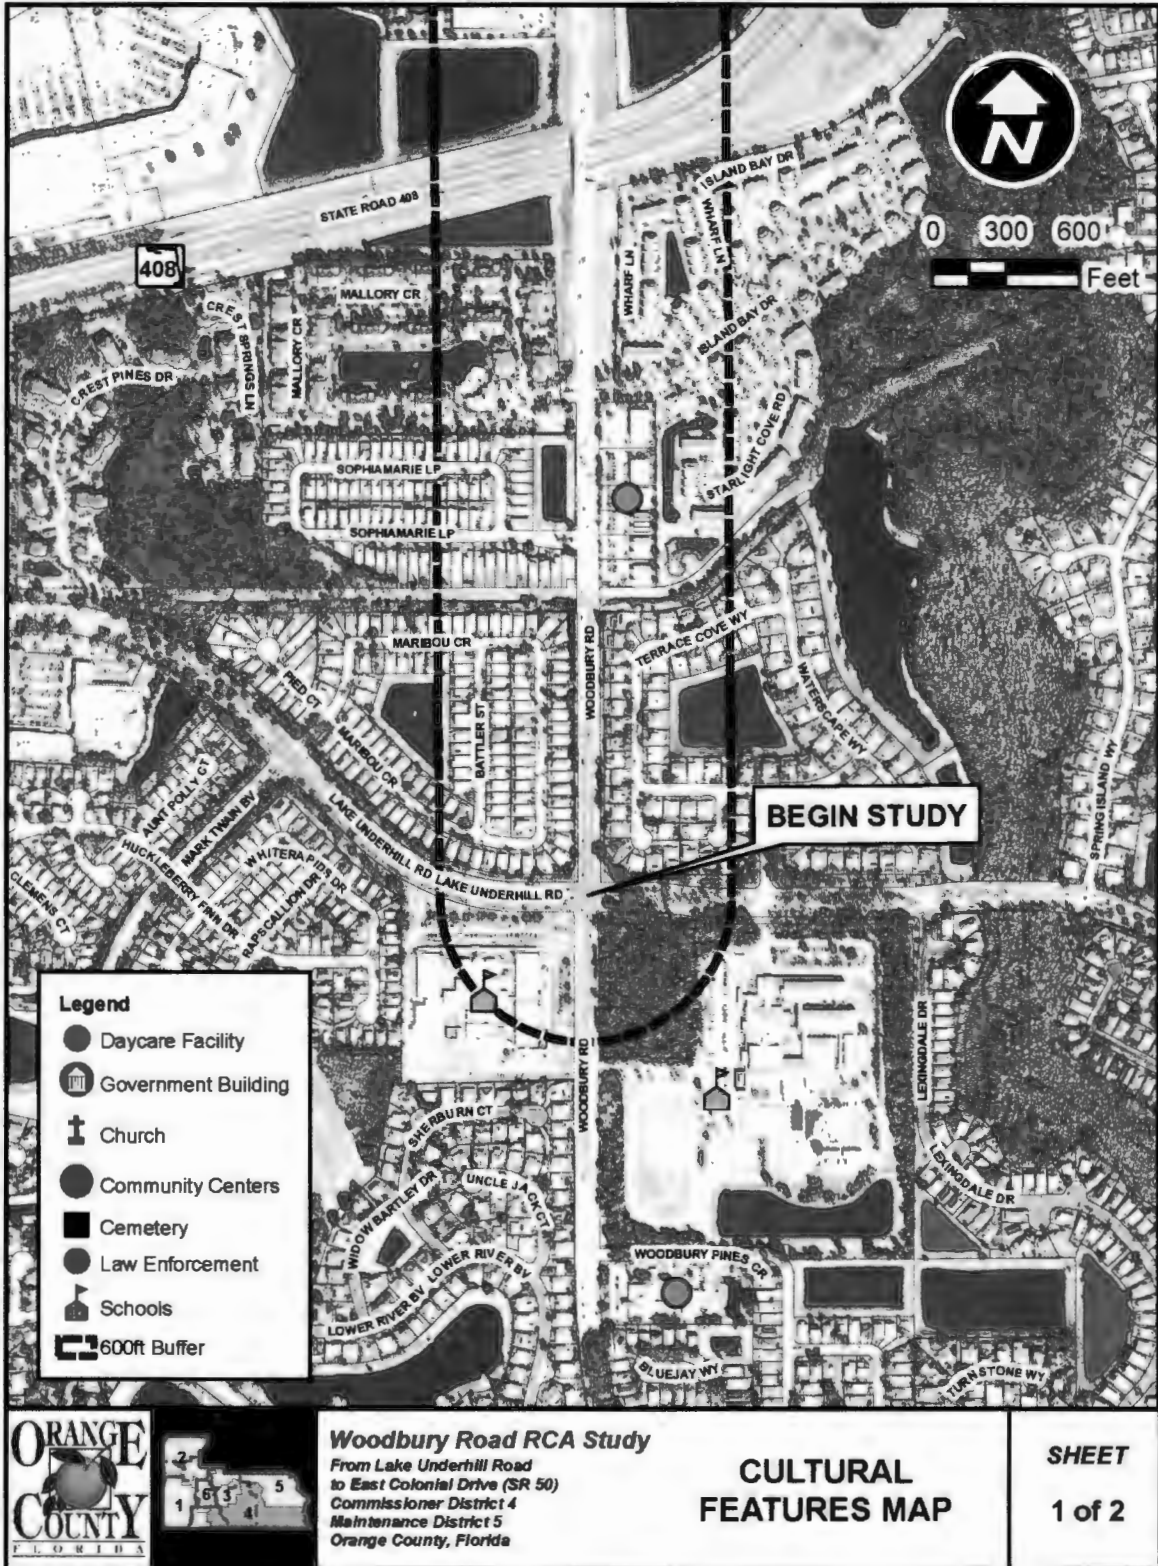 N
0 300 600
Feet
ISLAND BAY DR
WHARF LN
STATE ROAD 408
408
WHARF LN
MALLORY CR
CREST SPRINGS LN
MALLORY CR
ISLAND BAY DR
CREST PINES DR
STARLIGHT COVE RD
SOPHIAMARIE LP
SOPHIAMARIE LP
MARIBOU CR
WOODBURY RD
TERRACE COVE WY
PIED CT
WATERSCAPE WY
BATTLER ST
MARIBOU CR
SPRING ISLAND WY
AUNT POLLY CT
MARK TWAIN BV
BEGIN STUDY
LAKE UNDERHILL RD
LAKE UNDERHILL RD
HUCKLEBERRY FINN DR
WHITERAPIDS DR
RAPSCALLION DR
CLEMENS CT
WOODBURY RD
LEXINGDALE DR
SHERBURN CT
LEXINGDALE DR
UNCLE JACK CT
WIDOW BARTLEY DR
LOWER RIVER BV
LOWER RIVER BV
WOODBURY PINES CR
BLUEJAY WY
TURNSTONE WY
Legend
Daycare Facility
Government Building
Church
Community Centers
Cemetery
Law Enforcement
Schools
600ft Buffer
ORANGE
COUNTY
FLORIDA
2
1
6
3
5
4
Woodbury Road RCA Study
From Lake Underhill Road
to East Colonial Drive (SR 50)
Commissioner District 4
Maintenance District 5
Orange County, Florida
CULTURAL
FEATURES MAP
SHEET
1 of 2